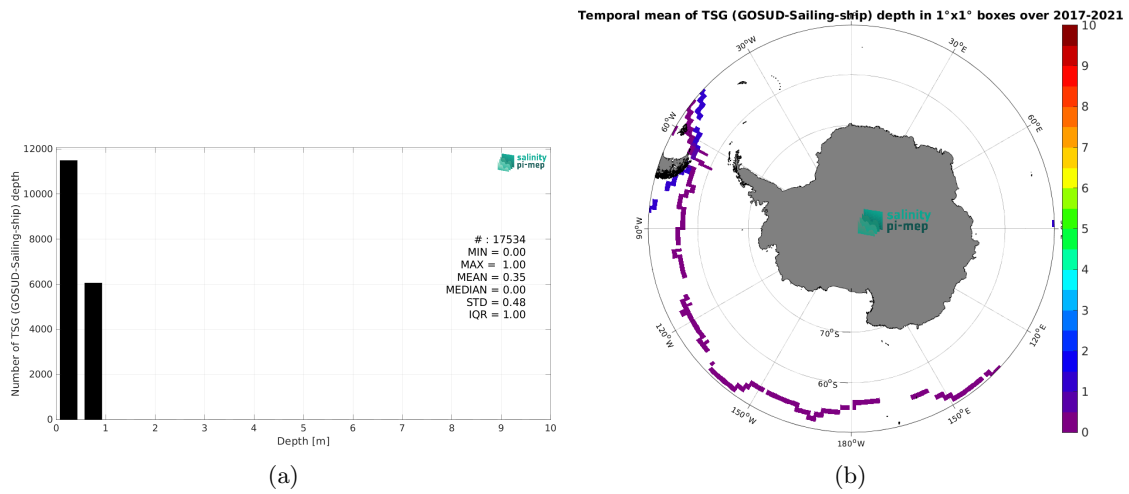 Temporal mean of TSG (GOSUD-Sailing-ship) depth in 1°x1° boxes over 2017-2021
12000
10000
8000
6000
4000
2000
0
Number of TSG (GOSUD-Sailing-ship) depth
salinity
pi-mep
# : 17534
MIN = 0.00
MAX = 1.00
MEAN = 0.35
MEDIAN = 0.00
STD = 0.48
IQR = 1.00
0 1 2 3 4 5 6 7 8 9 10
Depth [m]
(a)
30°W
30°E
60°W
60°E
90°W
120°W
120°E
150°W
150°E
180°W
70°S
60°S
salinity
pi-mep
10
9
8
7
6
5
4
3
2
1
0
(b)